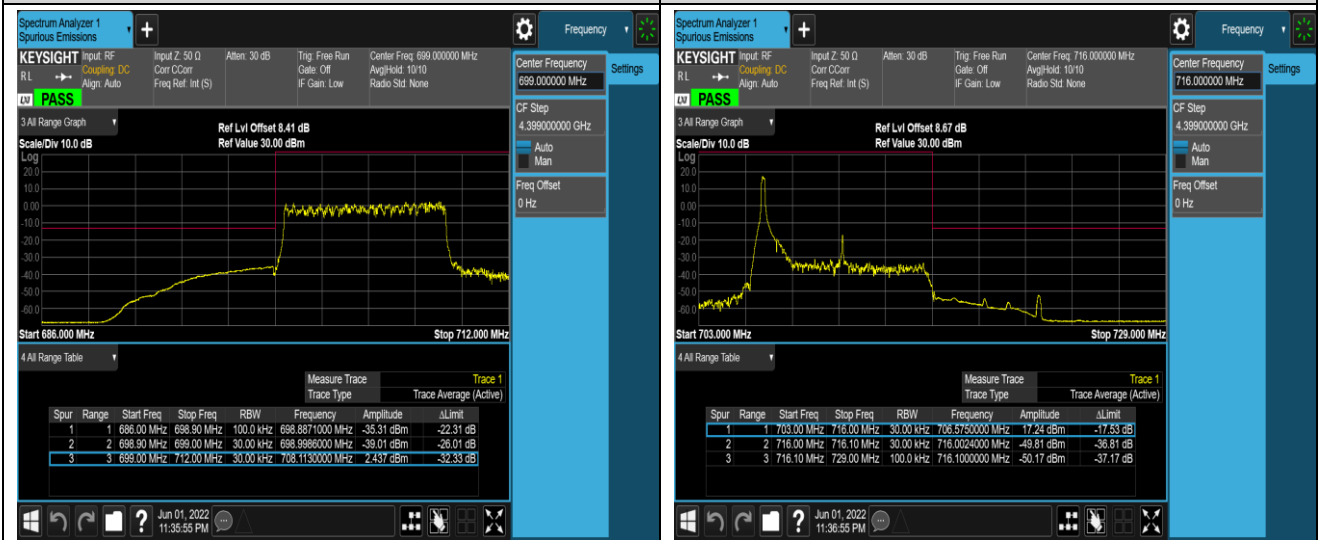 Spectrum Analyzer 1
Spurious Emissions
+
Frequency
KEYSIGHT Input: RF Input Z: 50 Ω Atten: 30 dB Trig: Free Run Center Freq: 699.000000 MHz
RL Coupling: DC Corr CCorr Gate: Off Avg|Hold: 10/10
Align: Auto Freq Ref: Int (S) IF Gain: Low Radio Std: None
LXI PASS
Center Frequency
699.000000 MHz
Settings
CF Step
4.399000000 GHz
Auto
Man
Freq Offset
0 Hz
3 All Range Graph
Ref Lvl Offset 8.41 dB
Scale/Div 10.0 dB Ref Value 30.00 dBm
Log
20.0
10.0
0.00
-10.0
-20.0
-30.0
-40.0
-50.0
-60.0
Start 686.000 MHz Stop 712.000 MHz
4 All Range Table
Measure Trace Trace 1
Trace Type Trace Average (Active)
Spur Range Start Freq Stop Freq RBW Frequency Amplitude ΔLimit
1 1 686.00 MHz 698.90 MHz 100.0 kHz 698.8871000 MHz -35.31 dBm -22.31 dB
2 2 698.90 MHz 699.00 MHz 30.00 kHz 698.9986000 MHz -39.01 dBm -26.01 dB
3 3 699.00 MHz 712.00 MHz 30.00 kHz 708.1130000 MHz 2.437 dBm -32.33 dB
?
Jun 01, 2022
11:35:55 PM
Spectrum Analyzer 1
Spurious Emissions
+
Frequency
KEYSIGHT Input: RF Input Z: 50 Ω Atten: 30 dB Trig: Free Run Center Freq: 716.000000 MHz
RL Coupling: DC Corr CCorr Gate: Off Avg|Hold: 10/10
Align: Auto Freq Ref: Int (S) IF Gain: Low Radio Std: None
LXI PASS
Center Frequency
716.000000 MHz
Settings
CF Step
4.399000000 GHz
Auto
Man
Freq Offset
0 Hz
3 All Range Graph
Ref Lvl Offset 8.67 dB
Scale/Div 10.0 dB Ref Value 30.00 dBm
Log
20.0
10.0
0.00
-10.0
-20.0
-30.0
-40.0
-50.0
-60.0
Start 703.000 MHz Stop 729.000 MHz
4 All Range Table
Measure Trace Trace 1
Trace Type Trace Average (Active)
Spur Range Start Freq Stop Freq RBW Frequency Amplitude ΔLimit
1 1 703.00 MHz 716.00 MHz 30.00 kHz 706.5750000 MHz 17.24 dBm -17.53 dB
2 2 716.00 MHz 716.10 MHz 30.00 kHz 716.0024000 MHz -49.81 dBm -36.81 dB
3 3 716.10 MHz 729.00 MHz 100.0 kHz 716.1000000 MHz -50.17 dBm -37.17 dB
?
Jun 01, 2022
11:36:55 PM